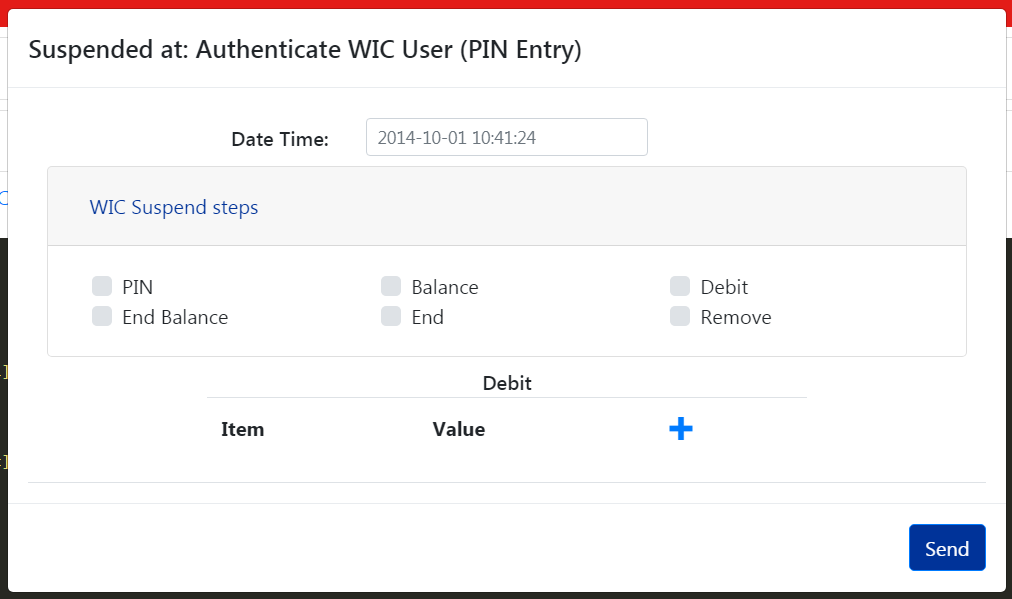 Suspended at: Authenticate WIC User (PIN Entry)
Date Time: 2014-10-01 10:41:24
WIC Suspend steps
PIN Balance Debit
End Balance End Remove
Debit
Item Value
Send